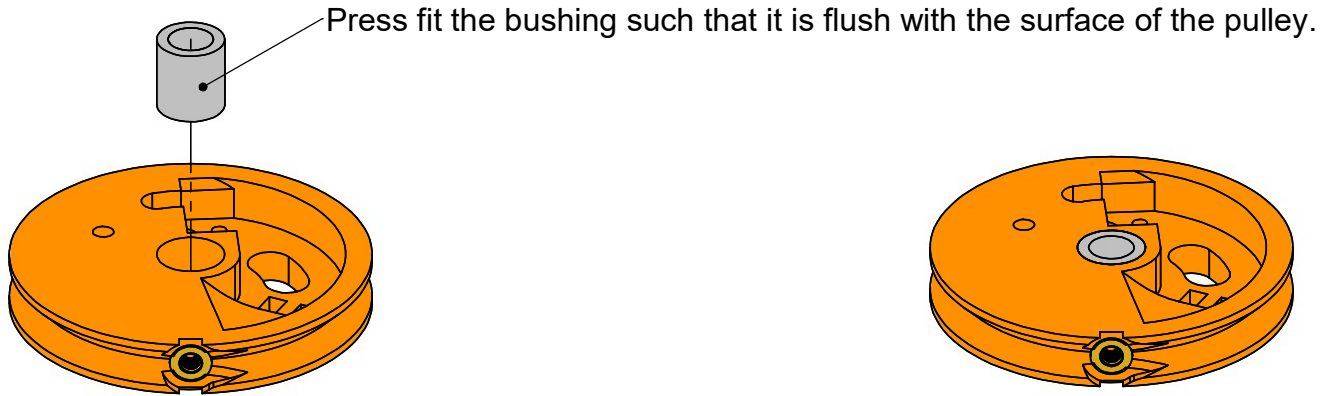 Press fit the bushing such that it is flush with the surface of the pulley.